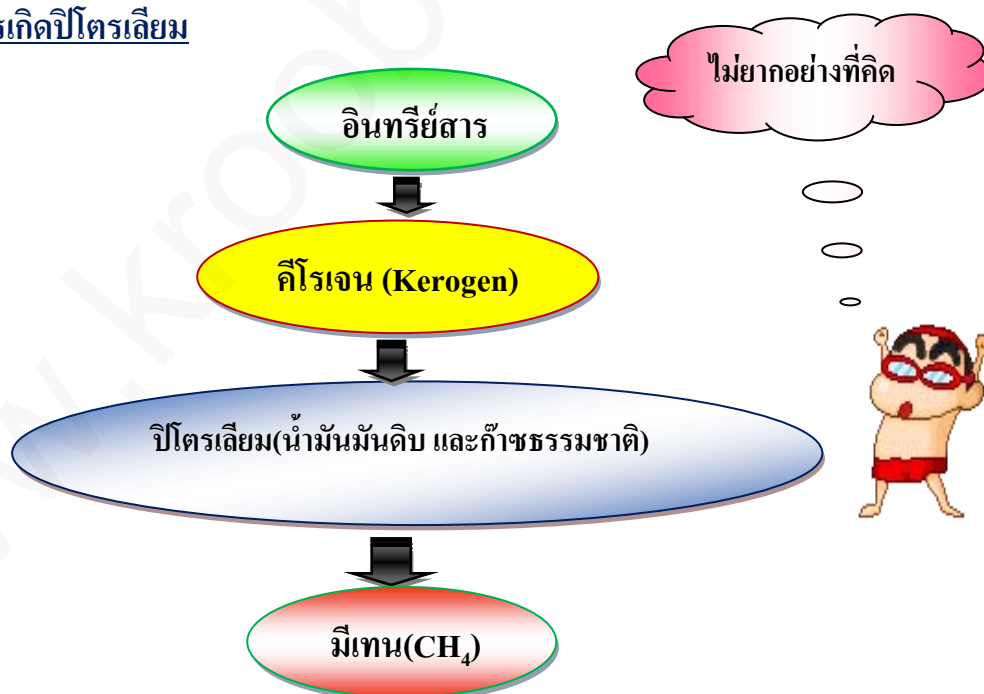 รเกิดปิโตรเลียม
ไม่ยากอย่างที่คิด
อินทรีย์สาร
คีโรเจน (Kerogen)
ปิโตรเลียม(น้ำมันมันดิบ และก๊าซธรรมชาติ)
มีเทน(CH₄)